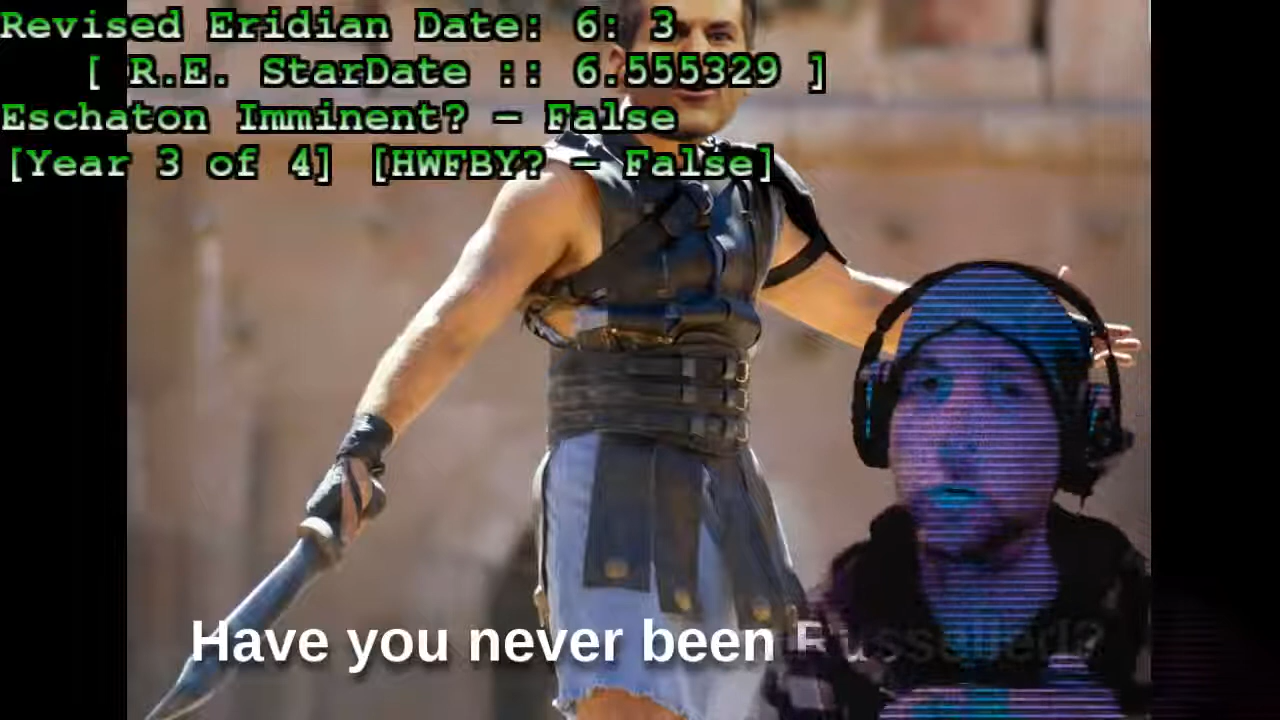 Revised Eridian Date: 6: 3
[ R.E. StarDate :: 6.555329 ]
Eschaton Imminent? - False
[Year 3 of 4] [HWFBY? - False]
Have you never been Russelled?